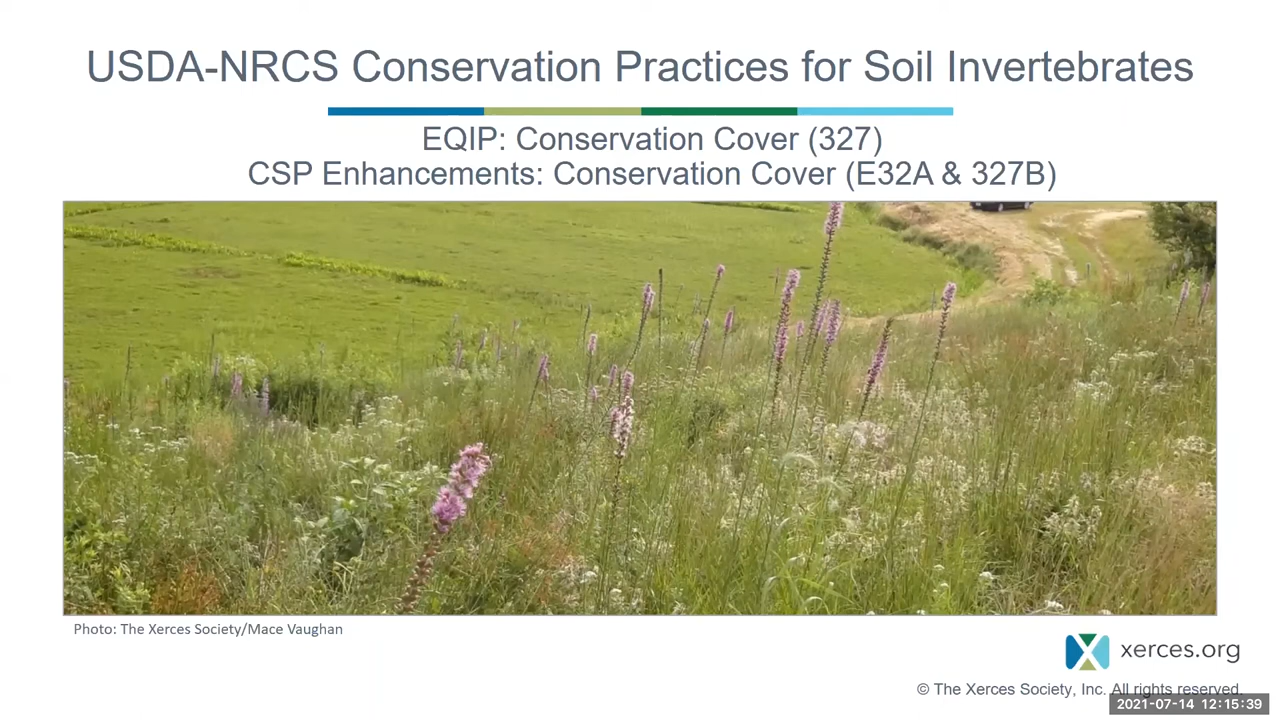 USDA-NRCS Conservation Practices for Soil Invertebrates
EQIP: Conservation Cover (327)
CSP Enhancements: Conservation Cover (E32A & 327B)
Photo: The Xerces Society/Mace Vaughan
xerces.org
© The Xerces Society, Inc. All rights reserved.
2021-07-14 12:15:39